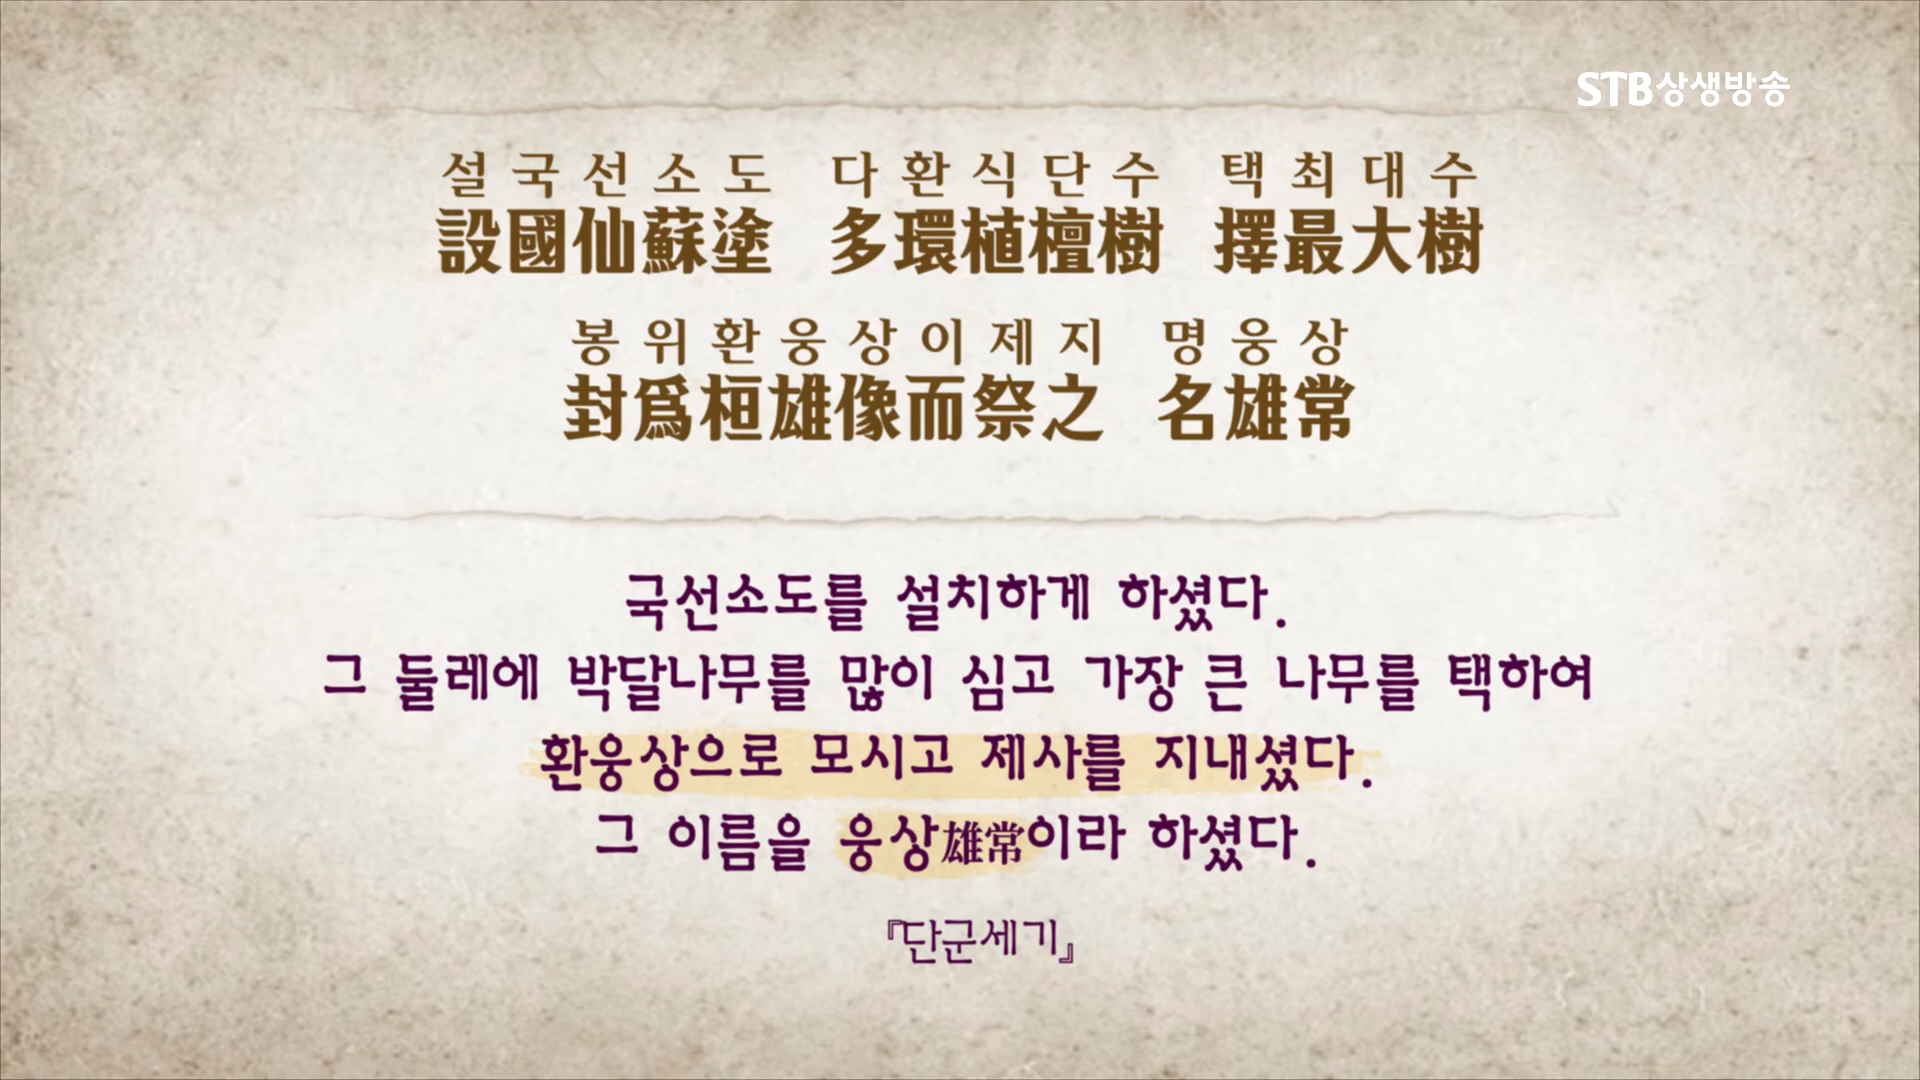 STB상생방송
설국선소도 다환식단수 택최대수
設國仙蘇塗 多環植檀樹 擇最大樹
봉위환웅상이제지 명웅상
封爲桓雄像而祭之 名雄常
국선소도를 설치하게 하셨다.
그 둘레에 박달나무를 많이 심고 가장 큰 나무를 택하여
환웅상으로 모시고 제사를 지내셨다.
그 이름을 웅상雄常이라 하셨다.
『단군세기』